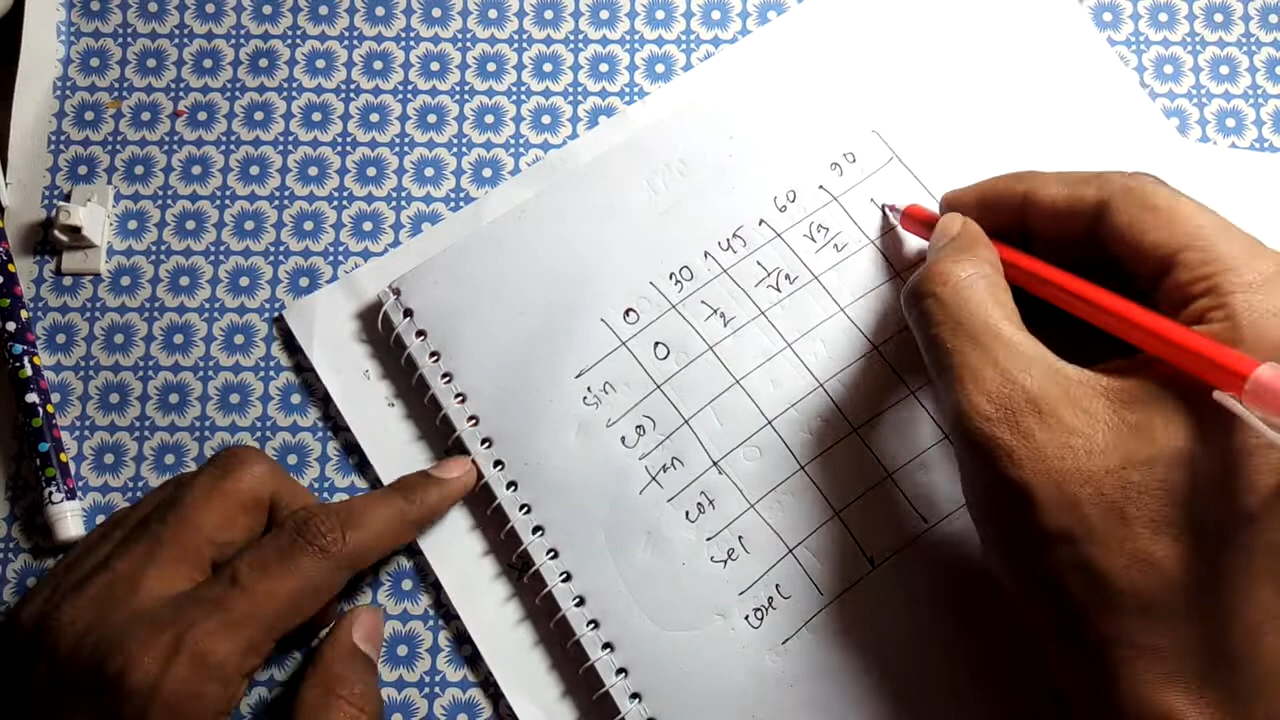 0 30 45 60 90
sin 0 1/2 1/√2 √3/2 1
cos
tan
cot
sec
cosec